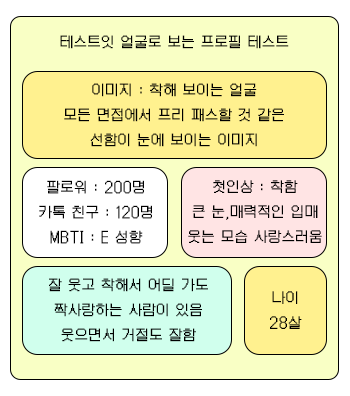 테스트잇 얼굴로 보는 프로필 테스트
이미지 : 착해 보이는 얼굴
모든 면접에서 프리 패스할 것 같은
선함이 눈에 보이는 이미지
팔로워 : 200명
카톡 친구 : 120명
MBTI : E 성향
첫인상 : 착함
큰 눈,매력적인 입매
웃는 모습 사랑스러움
잘 웃고 착해서 어딜 가도
짝사랑하는 사람이 있음
웃으면서 거절도 잘함
나이
28살